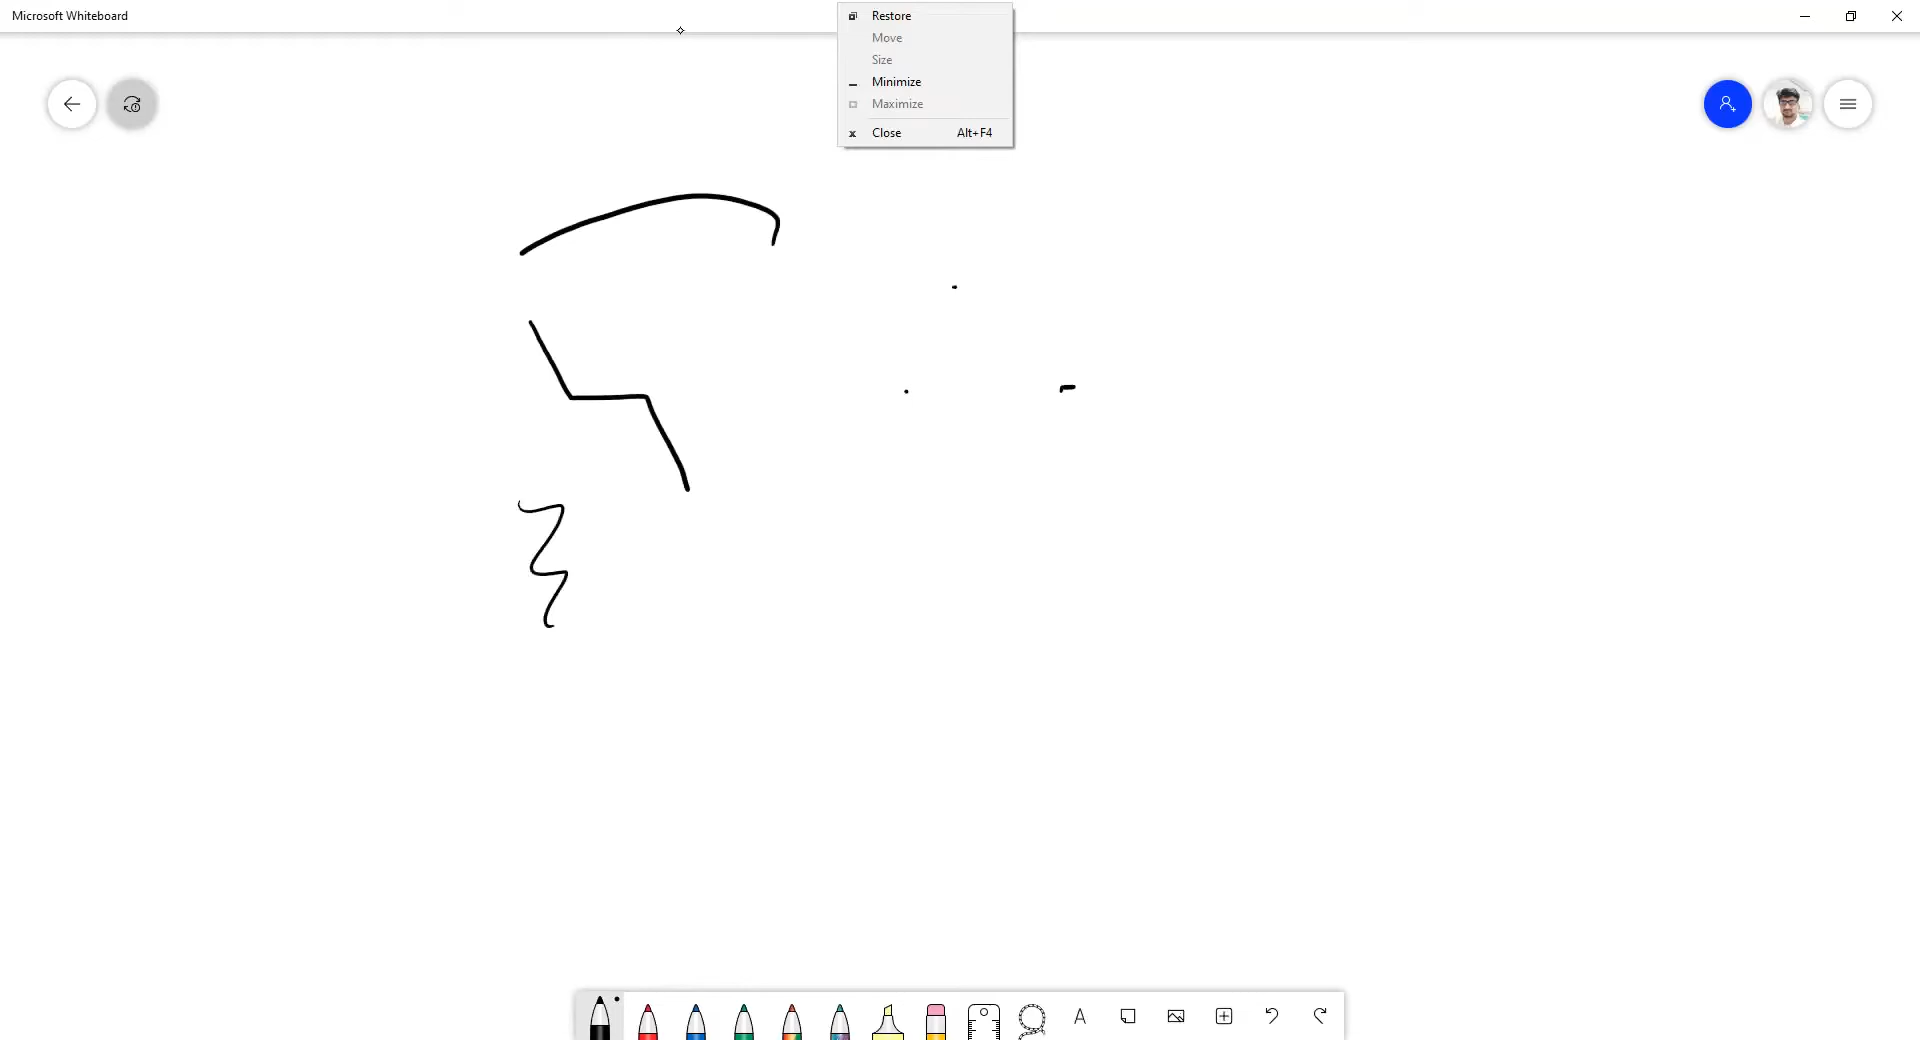 Microsoft Whiteboard
Restore
Move
Size
Minimize
Maximize
Close Alt+F4
A